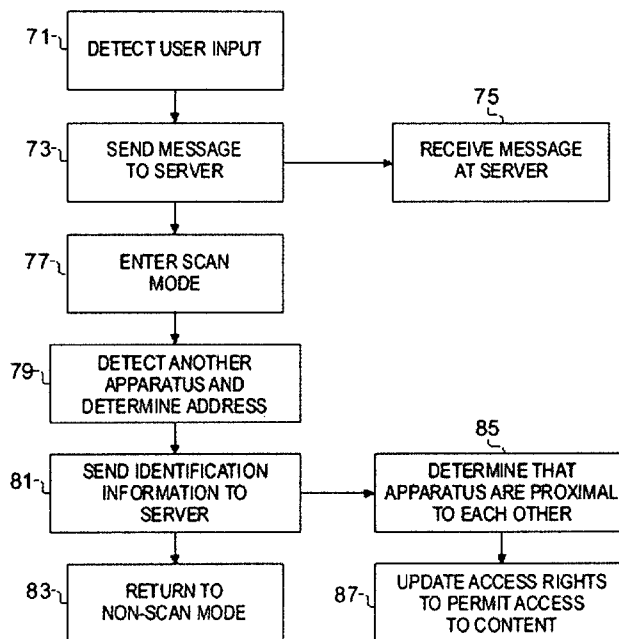 71
DETECT USER INPUT
73
SEND MESSAGE
TO SERVER
75
RECEIVE MESSAGE
AT SERVER
77
ENTER SCAN
MODE
79
DETECT ANOTHER
APPARATUS AND
DETERMINE ADDRESS
81
SEND IDENTIFICATION
INFORMATION TO
SERVER
85
DETERMINE THAT
APPARATUS ARE PROXIMAL
TO EACH OTHER
83
RETURN TO
NON-SCAN MODE
87
UPDATE ACCESS RIGHTS
TO PERMIT ACCESS
TO CONTENT